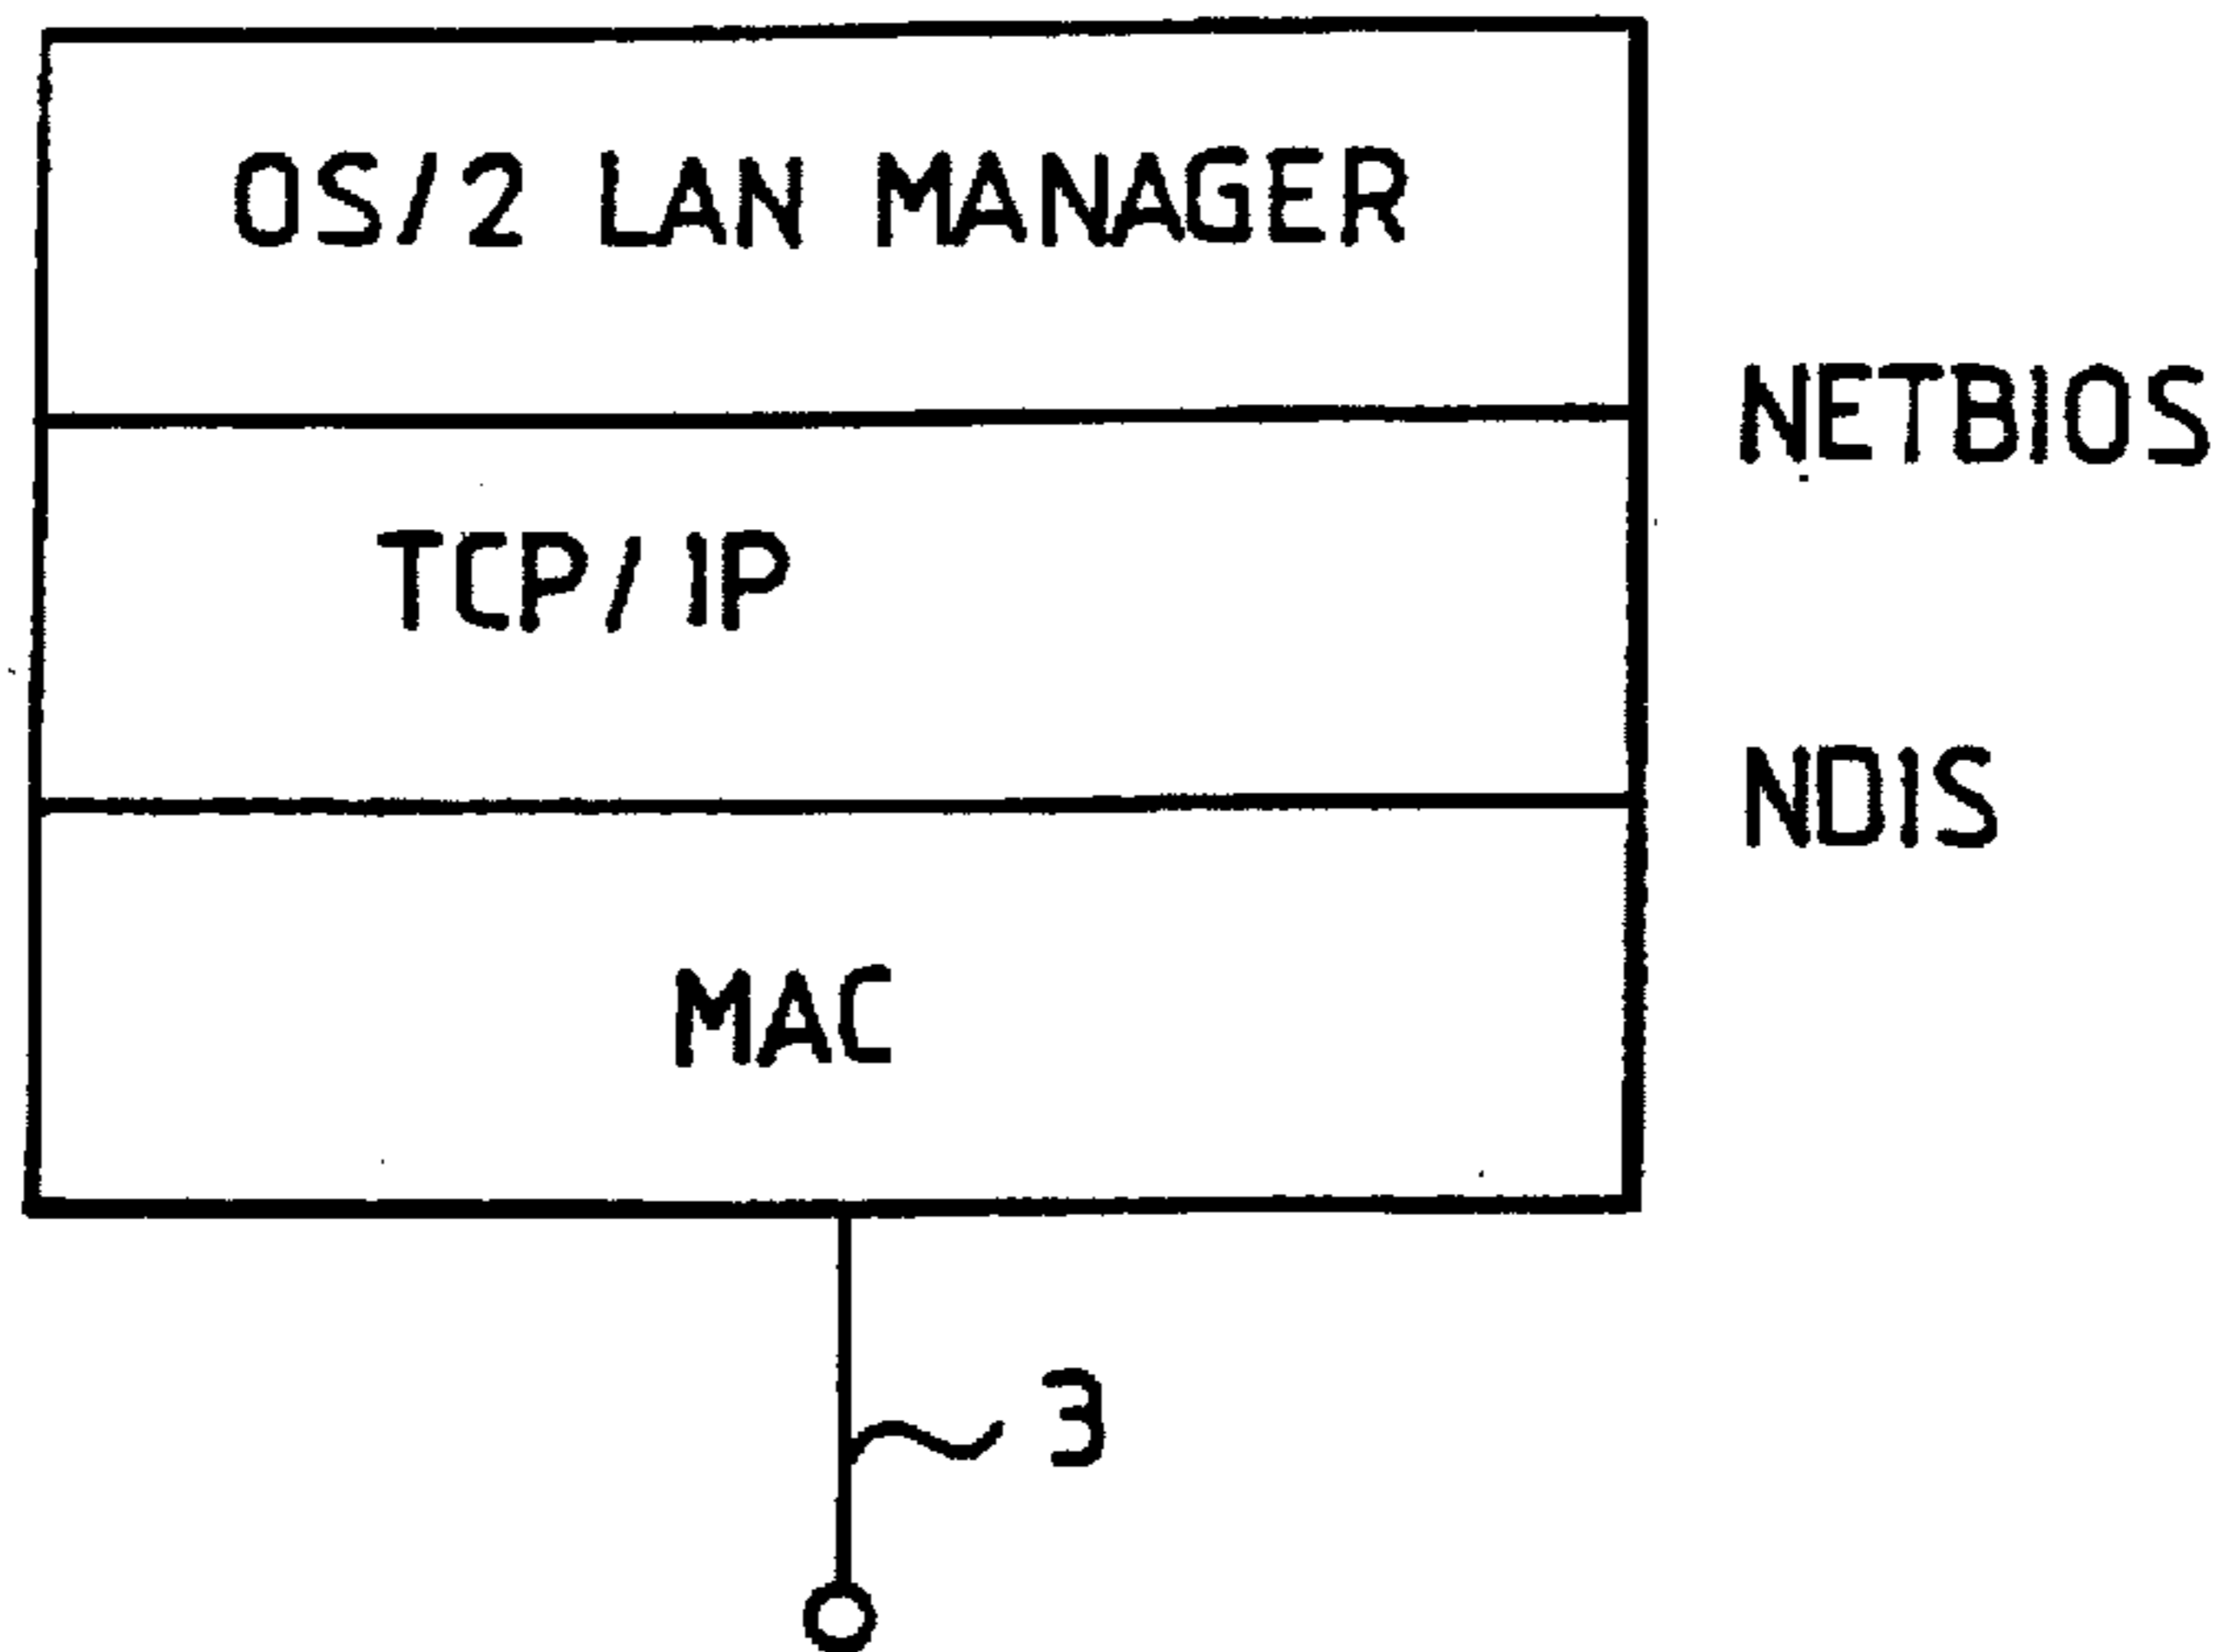 OS/2 LAN MANAGER
NETBIOS
TCP/IP
NDIS
MAC
3